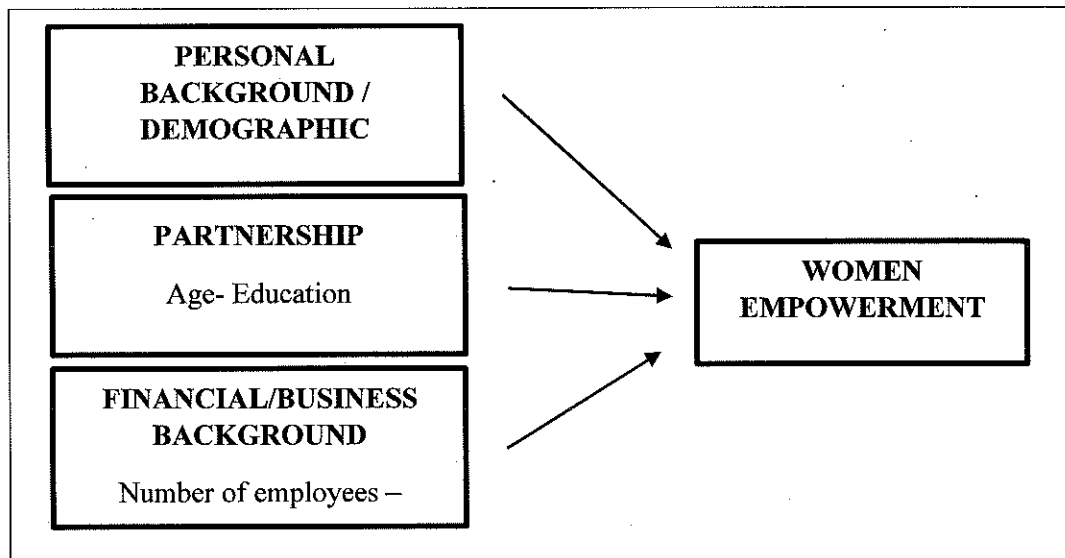 PERSONAL
BACKGROUND /
DEMOGRAPHIC
PARTNERSHIP
Age- Education
FINANCIAL/BUSINESS
BACKGROUND
Number of employees –
WOMEN
EMPOWERMENT